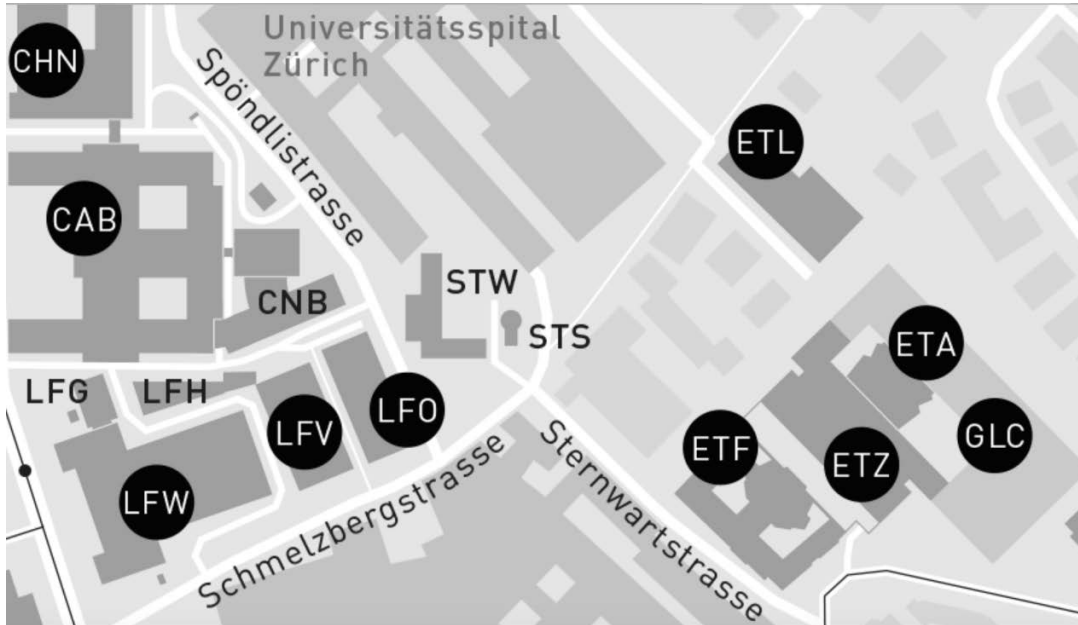 Universitätsspital
Zürich
CHN
Spöndlistrasse
ETL
CAB
STW
CNB
STS
ETA
LFG
LFH
LFO
LFV
ETF
GLC
ETZ
LFW
Schmelzbergstrasse
Sternwartstrasse